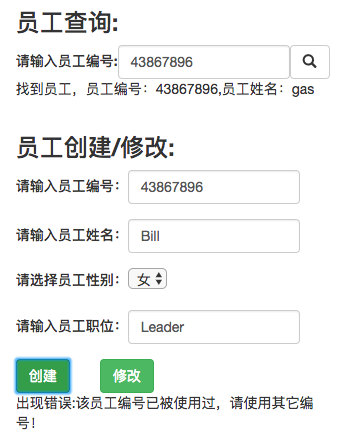 员工查询:
请输入员工编号: 43867896
找到员工，员工编号：43867896,员工姓名：gas
员工创建/修改:
请输入员工编号： 43867896
请输入员工姓名： Bill
请选择员工性别： 女
请输入员工职位： Leader
创建 修改
出现错误:该员工编号已被使用过，请使用其它编
号！